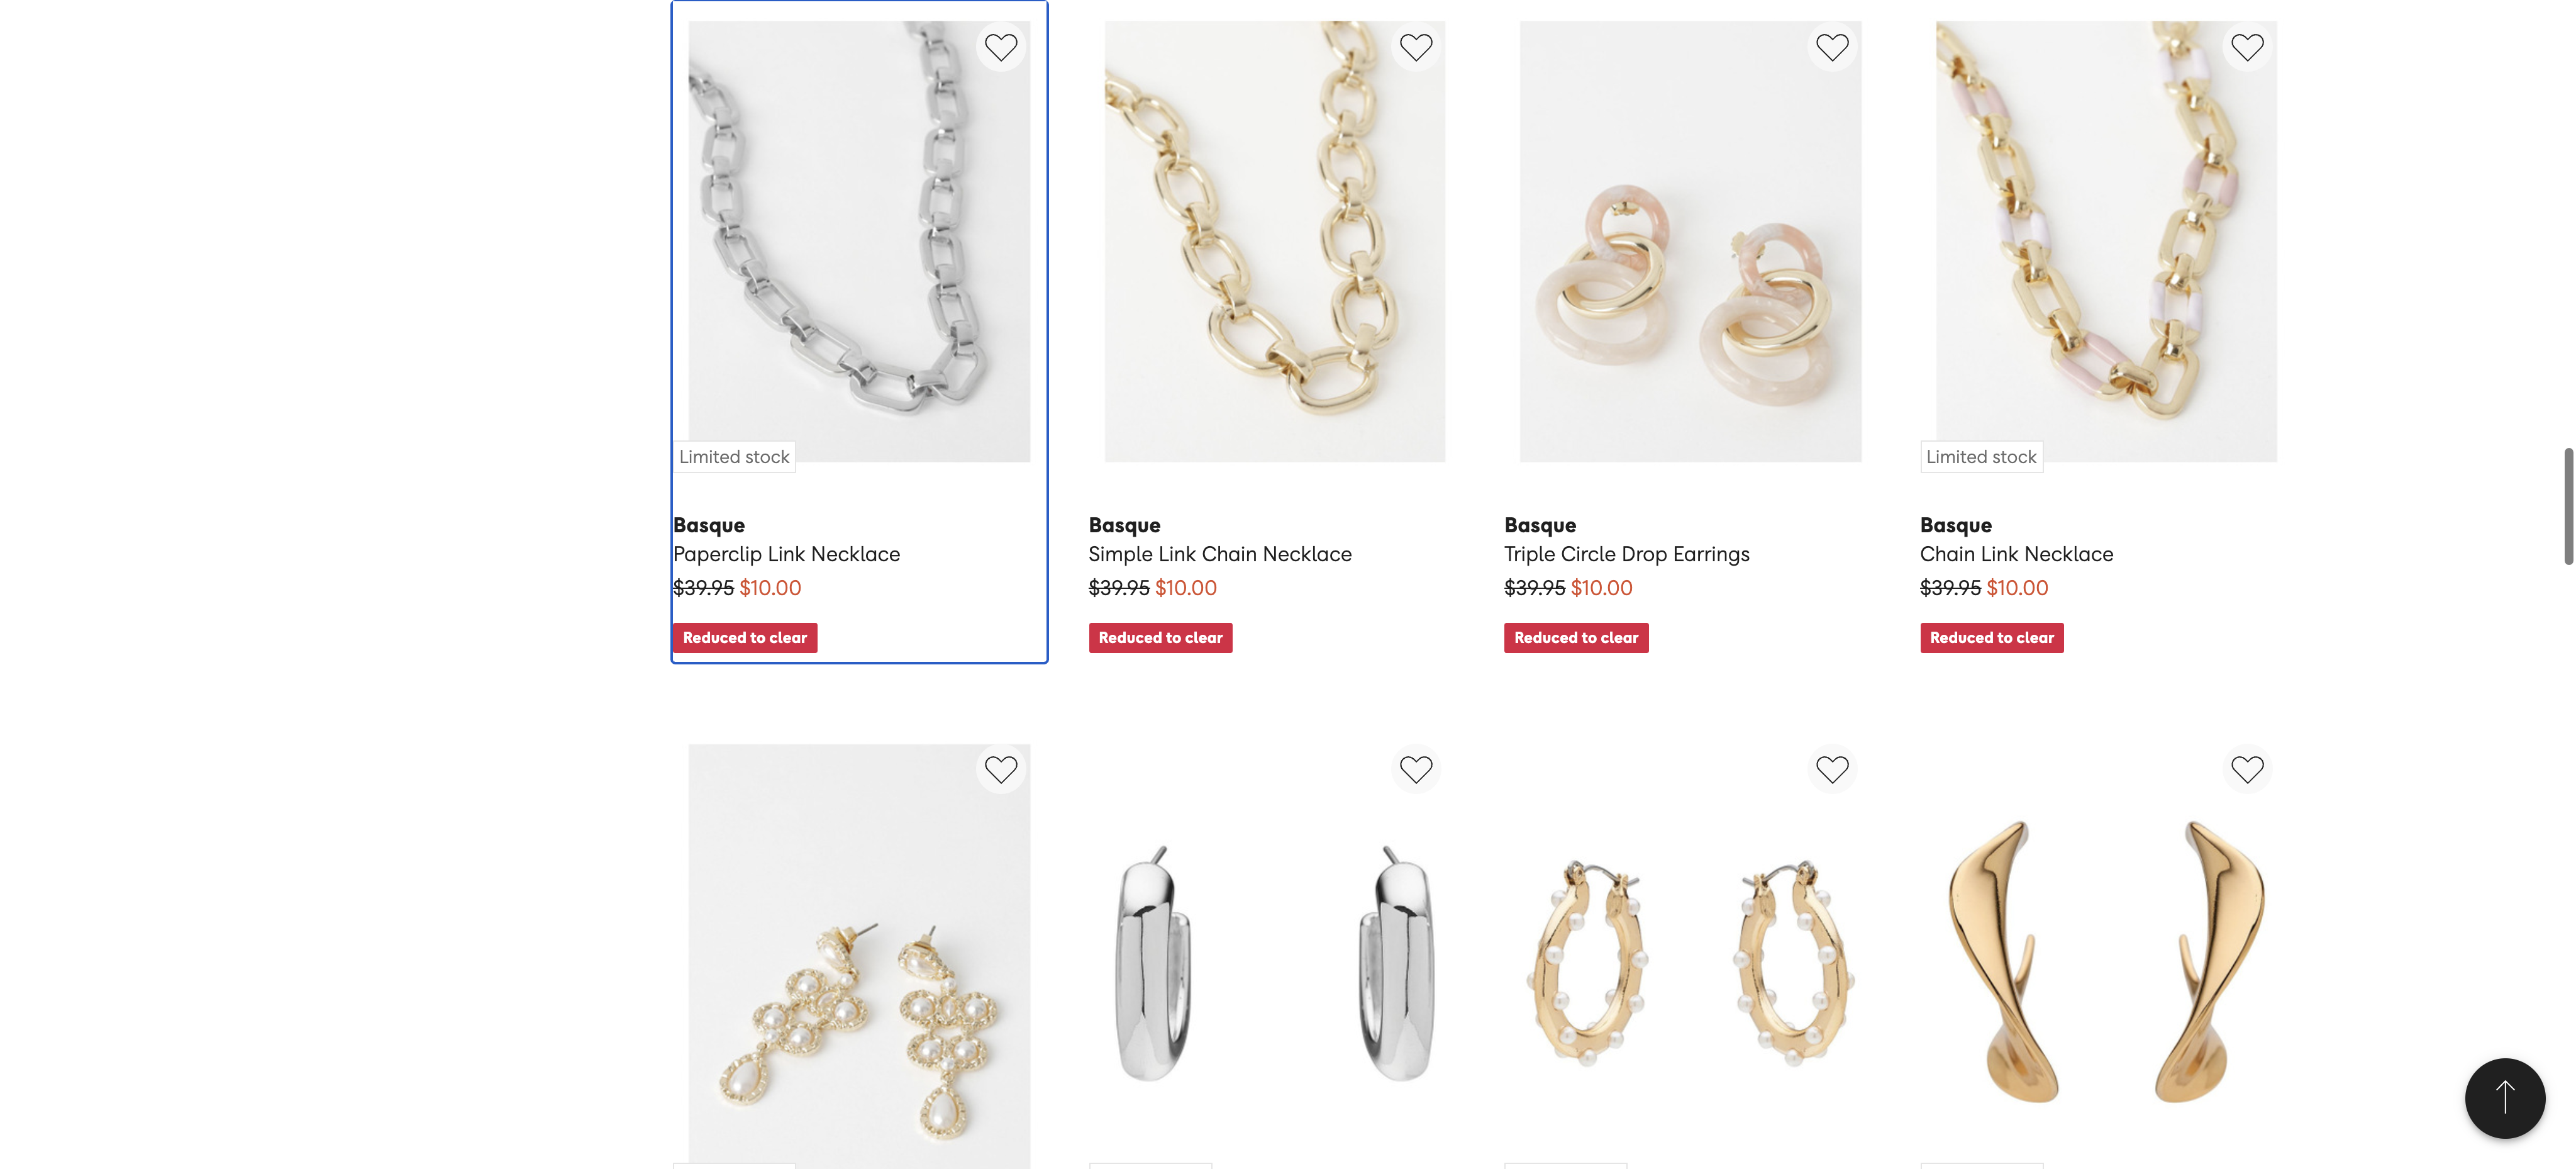 Limited stock
Basque
Paperclip Link Necklace
$39.95 $10.00
Reduced to clear
Basque
Simple Link Chain Necklace
$39.95 $10.00
Reduced to clear
Basque
Triple Circle Drop Earrings
$39.95 $10.00
Reduced to clear
Limited stock
Basque
Chain Link Necklace
$39.95 $10.00
Reduced to clear